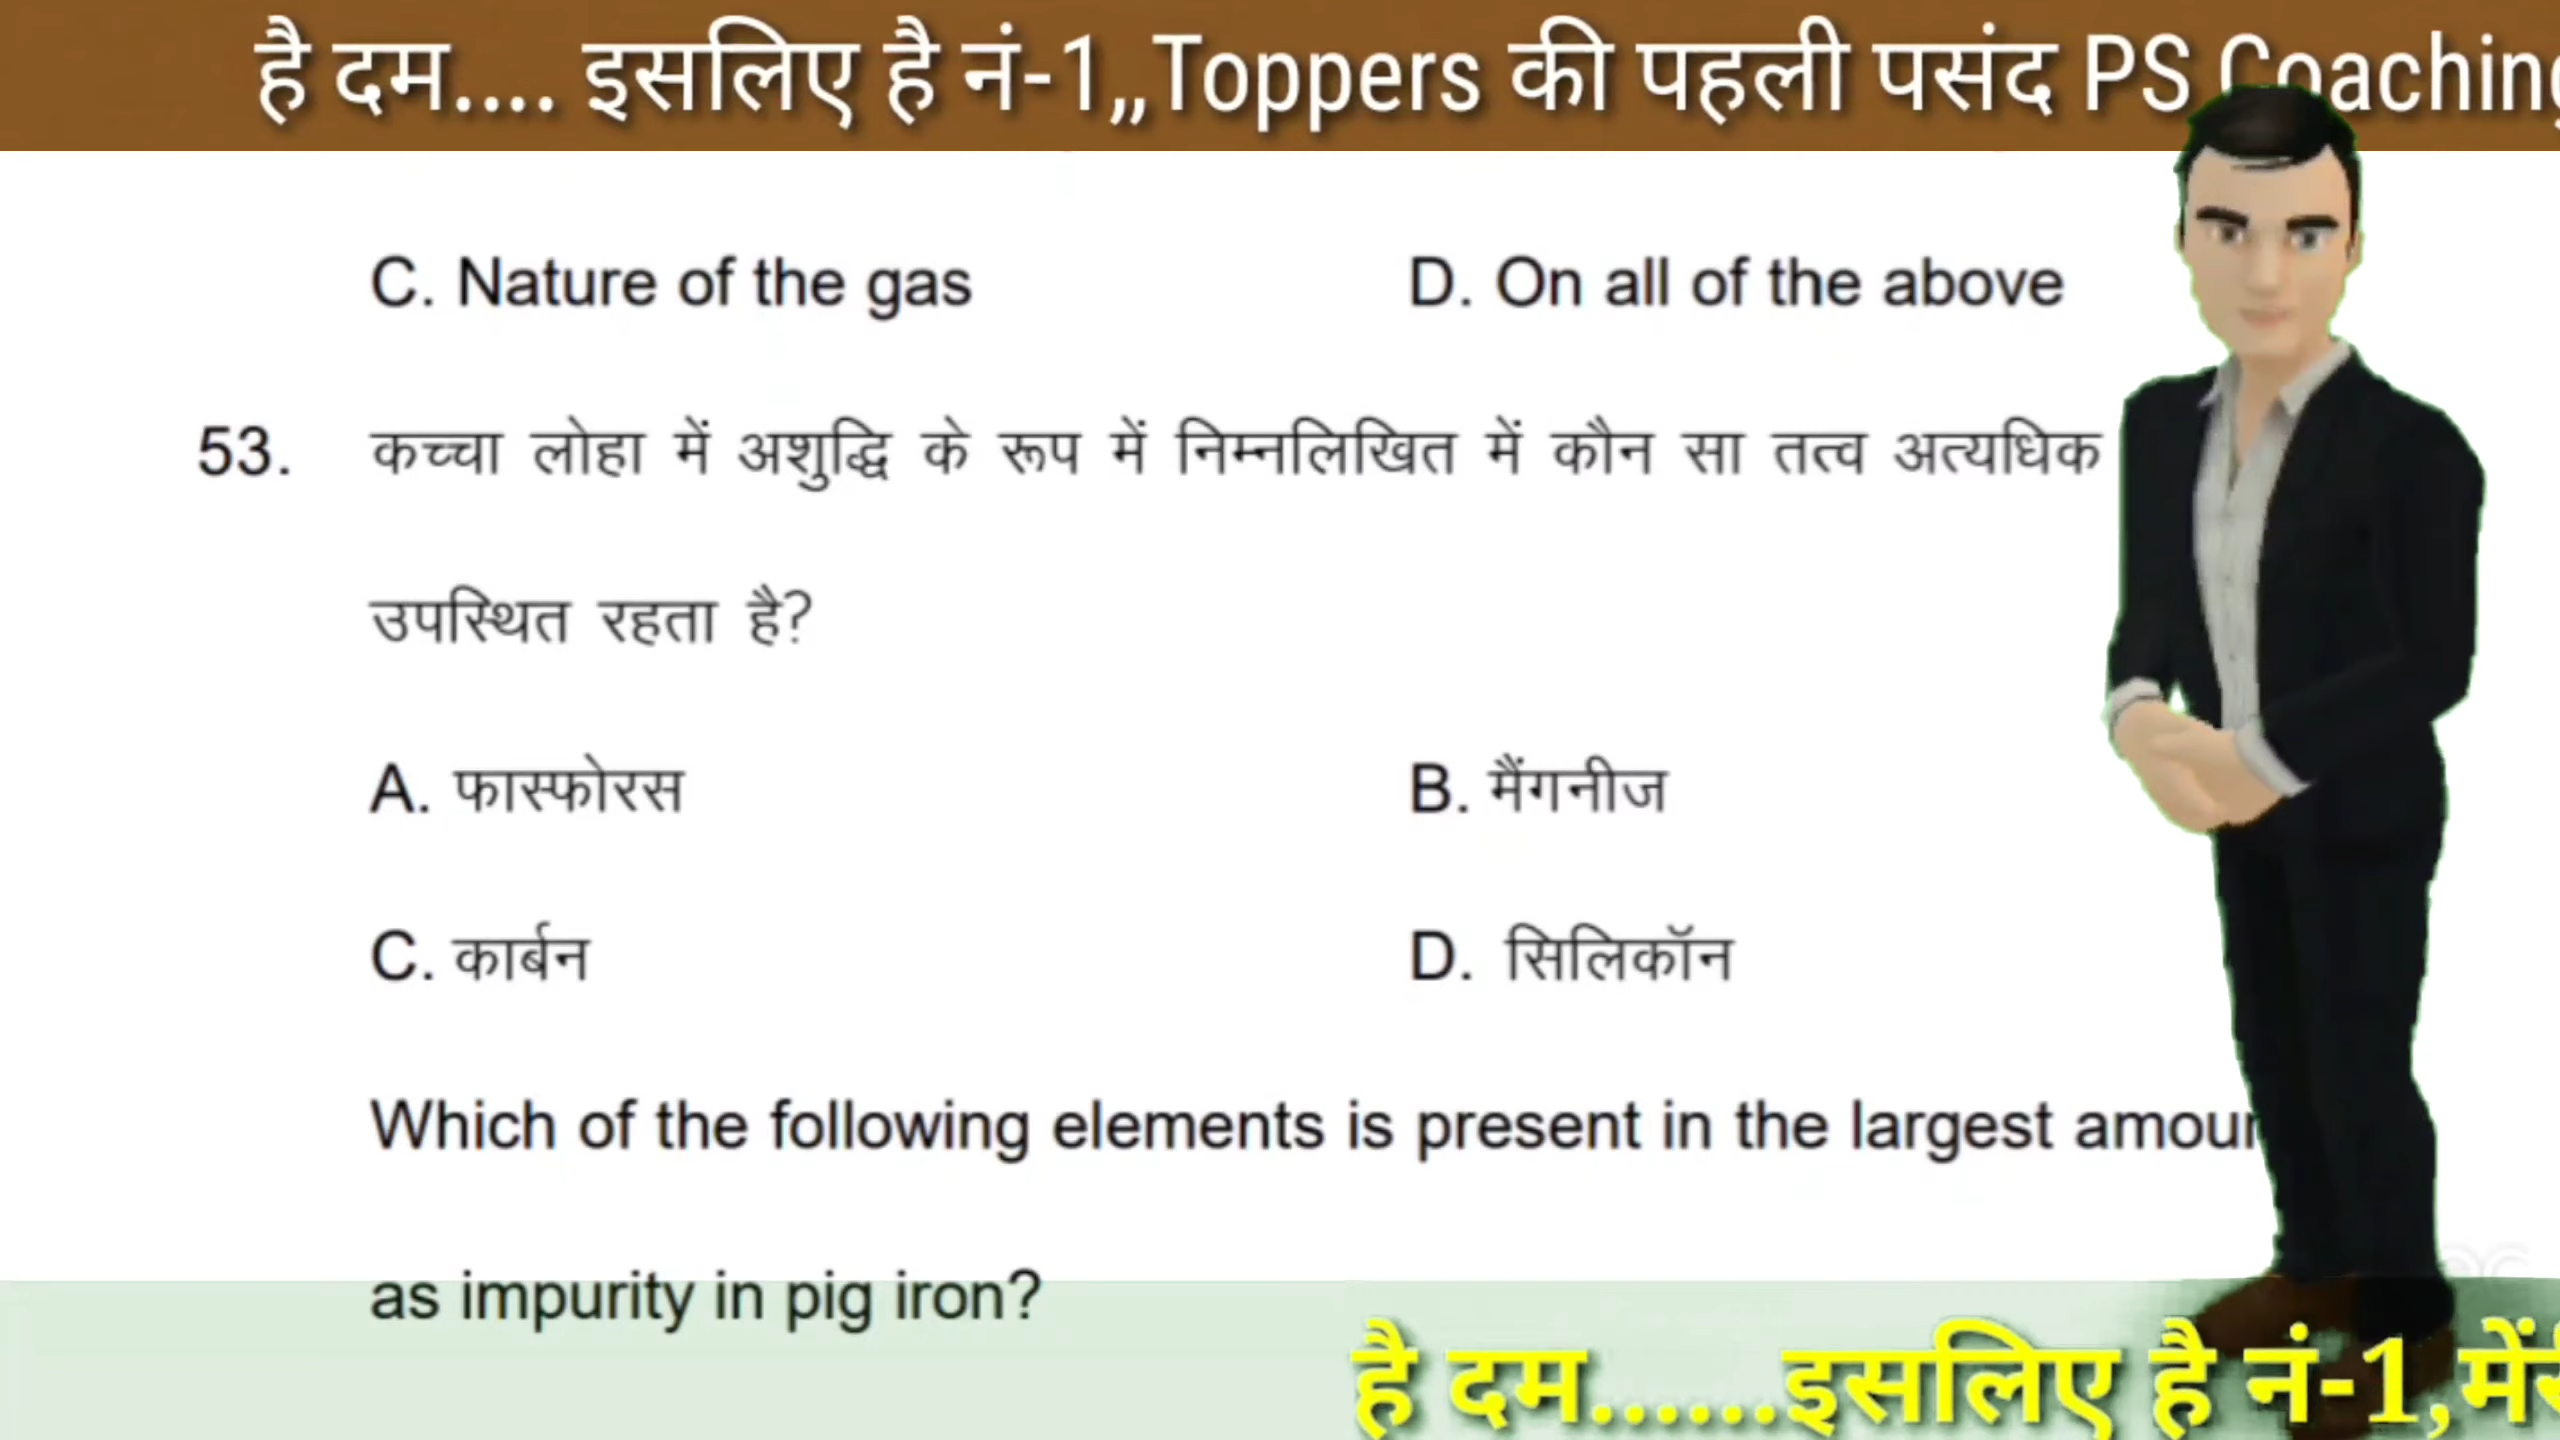 है दम.... इसलिए है नं-1,,Toppers की पहली पसंद PS Coaching
C. Nature of the gas D. On all of the above
53. कच्चा लोहा में अशुद्धि के रूप में निम्नलिखित में कौन सा तत्व अत्यधिक
उपस्थित रहता है?
A. फास्फोरस B. मैंगनीज
C. कार्बन D. सिलिकॉन
Which of the following elements is present in the largest
as impurity in pig iron?
है दम......इसलिए है नं-1,